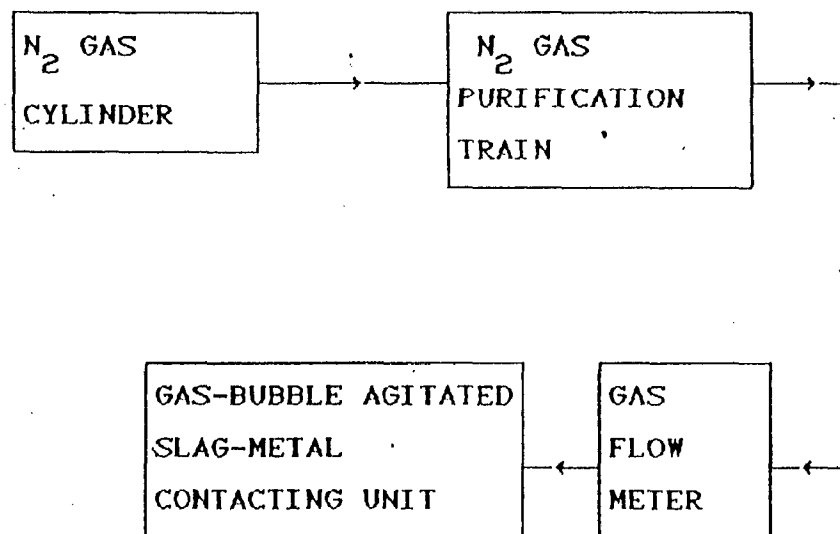 N₂ GAS
CYLINDER
N₂ GAS
PURIFICATION
TRAIN
GAS-BUBBLE AGITATED
SLAG-METAL
CONTACTING UNIT
GAS
FLOW
METER